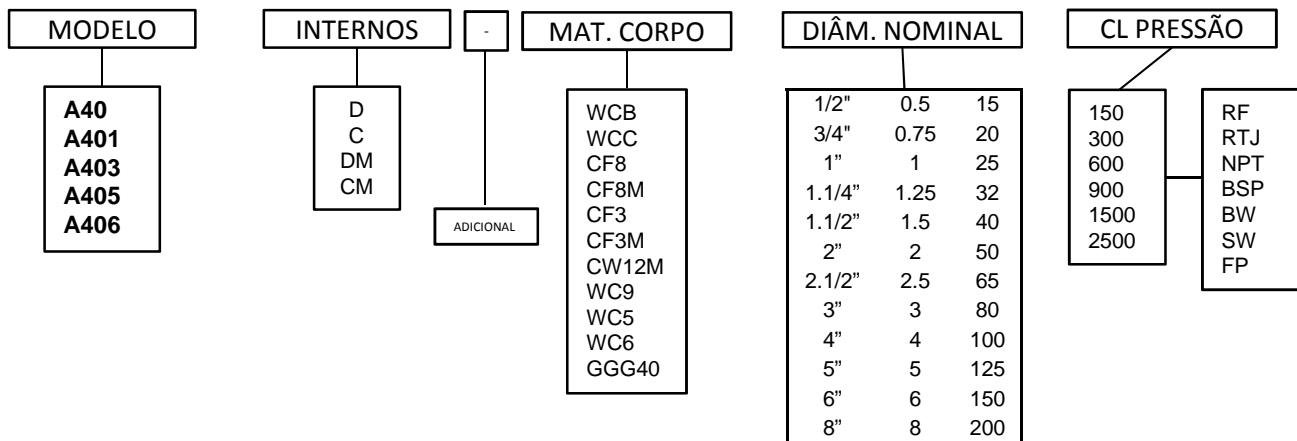 MODELO
INTERNOS
-
MAT. CORPO
DIÂM. NOMINAL
CL PRESSÃO
A40
A401
A403
A405
A406
D
C
DM
CM
ADICIONAL
WCB
WCC
CF8
CF8M
CF3
CF3M
CW12M
WC9
WC5
WC6
GGG40
1/2" 0.5 15
3/4" 0.75 20
1” 1 25
1.1/4” 1.25 32
1.1/2” 1.5 40
2” 2 50
2.1/2” 2.5 65
3” 3 80
4” 4 100
5” 5 125
6” 6 150
8” 8 200
150
300
600
900
1500
2500
RF
RTJ
NPT
BSP
BW
SW
FP